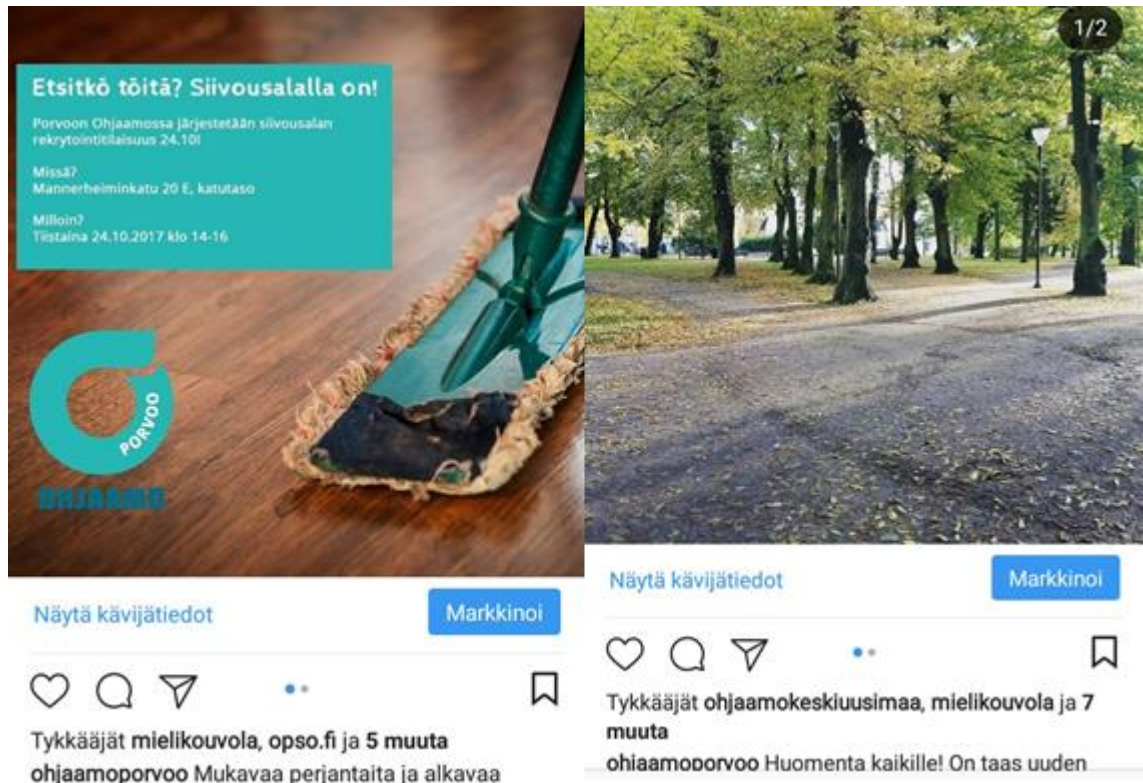 Etsitkö töitä? Siivousalalla on!
Porvoon Ohjaamossa järjestetään siivousalan
rekrytointitilaisuus 24.10!
Missä?
Mannerheiminkatu 20 E, katutaso
Milloin?
Tiistaina 24.10.2017 klo 14-16
PORVOO
OHJAAMO
Näytä kävijätiedot
Markkinoi
Tykkääjät mielikouvola, opso.fi ja 5 muuta
ohjaamoporvoo Mukavaa perjantaita ja alkavaa
1/2
Näytä kävijätiedot
Markkinoi
Tykkääjät ohjaamokeskiuusimaa, mielikouvola ja 7
muuta
ohjaamoporvoo Huomenta kaikille! On taas uuden